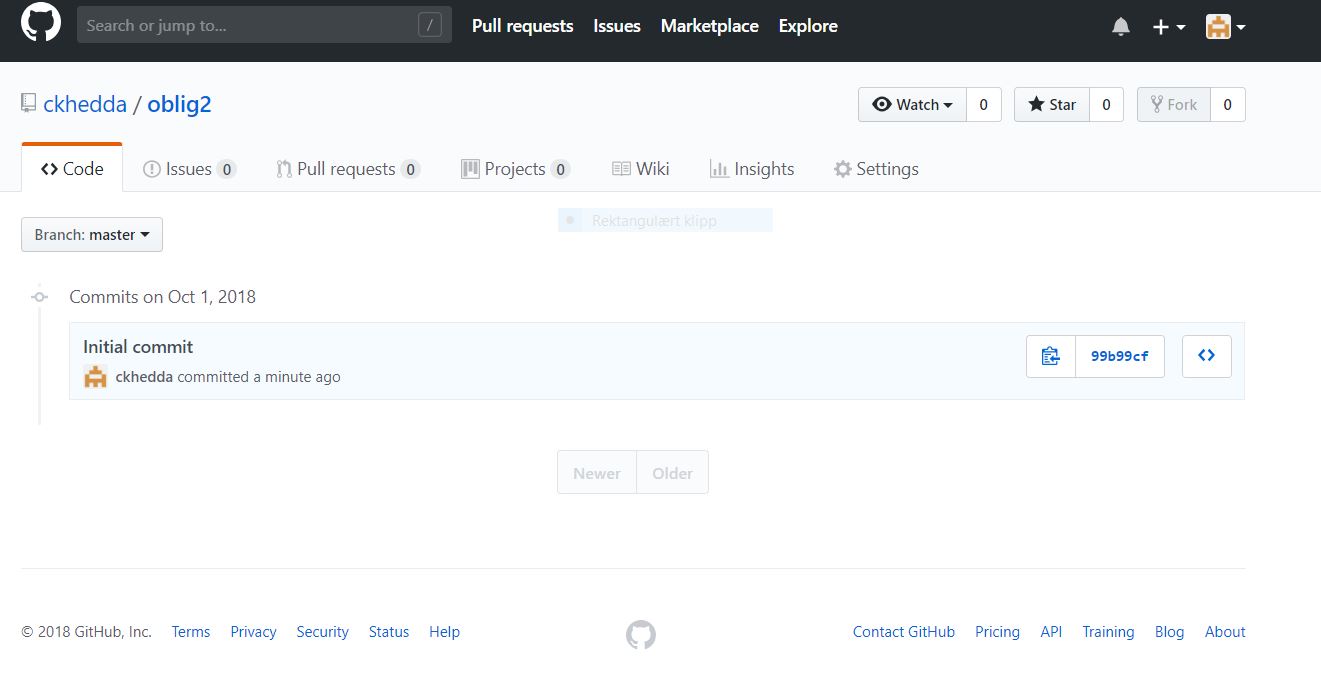 Search or jump to... / Pull requests Issues Marketplace Explore
ckhedda / oblig2 Watch 0 Star 0 Fork 0
Code Issues 0 Pull requests 0 Projects 0 Wiki Insights Settings
Rektangulært klipp
Branch: master
Commits on Oct 1, 2018
Initial commit
99b99cf
ckhedda committed a minute ago
Newer Older
© 2018 GitHub, Inc. Terms Privacy Security Status Help Contact GitHub Pricing API Training Blog About